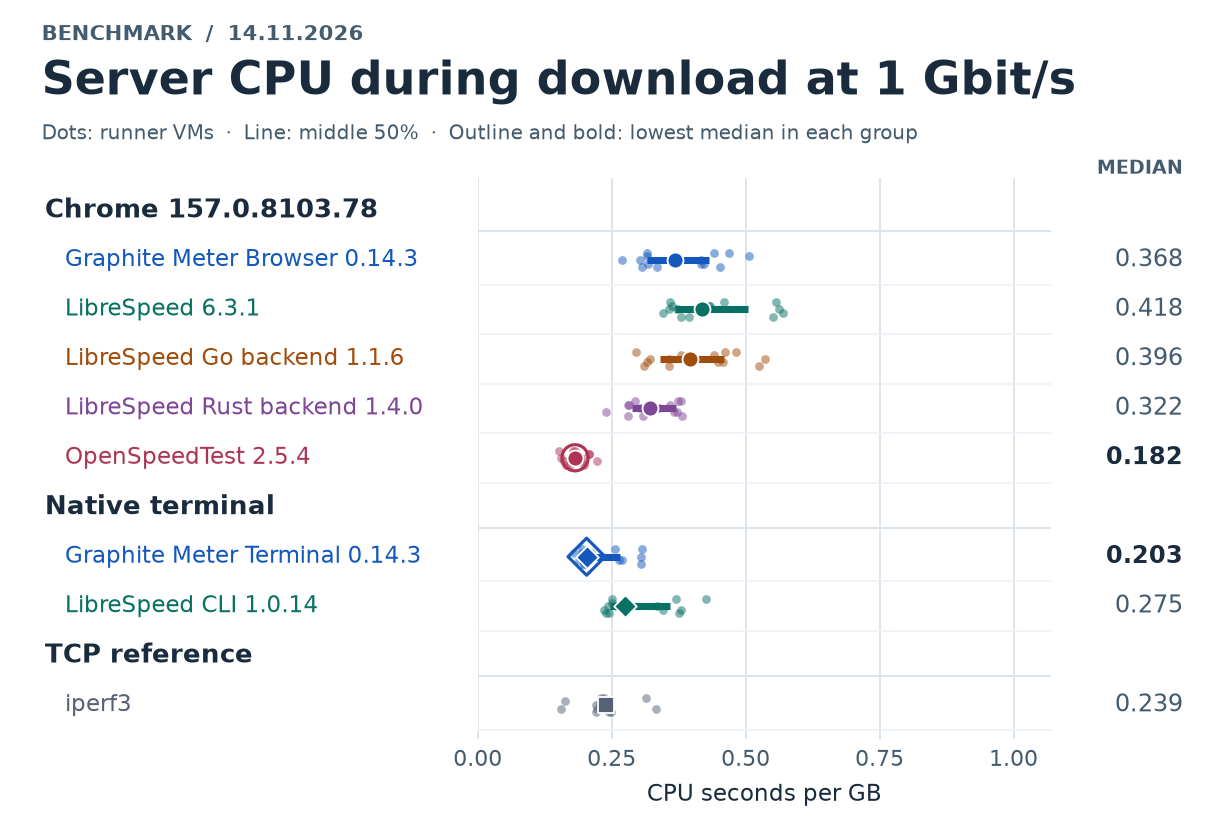 BENCHMARK / 14.11.2026
Server CPU during download at 1 Gbit/s
Dots: runner VMs · Line: middle 50% · Outline and bold: lowest median in each group
MEDIAN
Chrome 157.0.8103.78
Graphite Meter Browser 0.14.3 0.368
LibreSpeed 6.3.1 0.418
LibreSpeed Go backend 1.1.6 0.396
LibreSpeed Rust backend 1.4.0 0.322
OpenSpeedTest 2.5.4 0.182
Native terminal
Graphite Meter Terminal 0.14.3 0.203
LibreSpeed CLI 1.0.14 0.275
TCP reference
iperf3 0.239
0.00 0.25 0.50 0.75 1.00
CPU seconds per GB